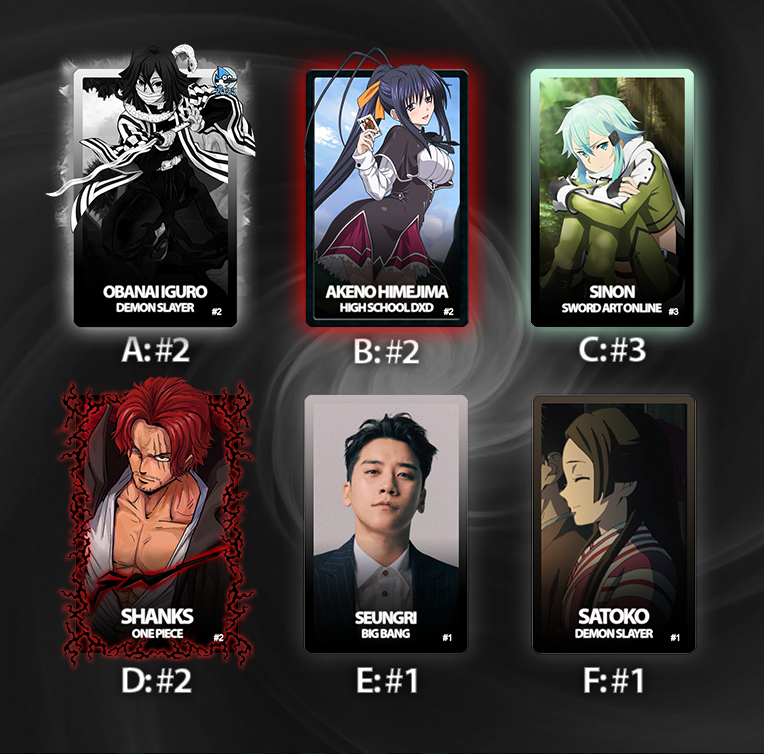 OBANAI IGURO
DEMON SLAYER
#2
A:#2
AKENO HIMEJIMA
HIGH SCHOOL DXD
#2
B:#2
SINON
SWORD ART ONLINE
#3
C:#3
SHANKS
ONE PIECE
#2
D:#2
SEUNGRI
BIG BANG
#1
E:#1
SATOKO
DEMON SLAYER
#1
F:#1